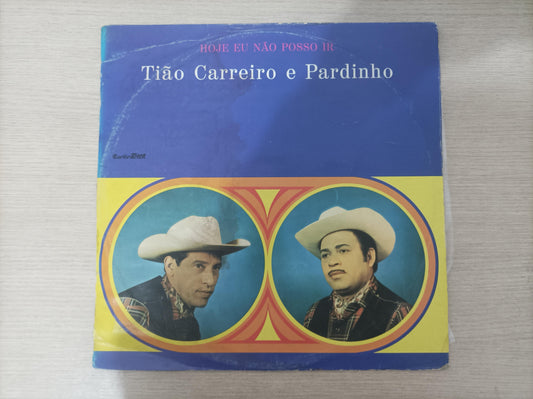 HOJE EU NÃO POSSO IR
Tião Carreiro e Pardinho